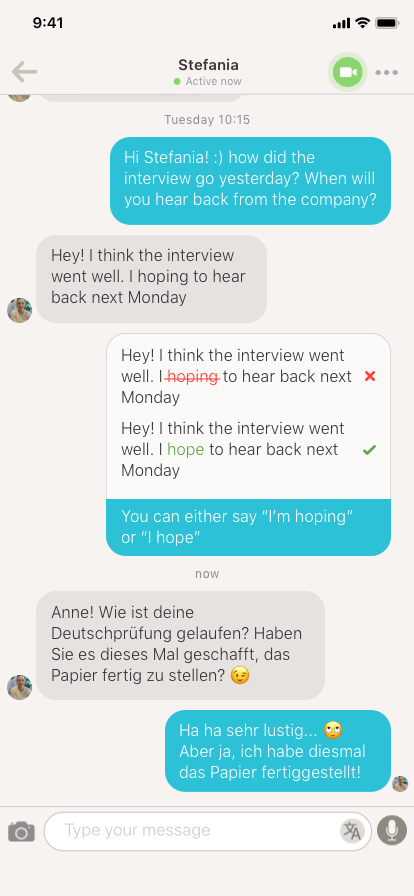 9:41
Stefania
Active now
Tuesday 10:15
Hi Stefania! :) how did the
interview go yesterday? When will
you hear back from the company?
Hey! I think the interview
went well. I hoping to hear
back next Monday
Hey! I think the interview went
well. I hoping to hear back next
Monday
Hey! I think the interview went
well. I hope to hear back next
Monday
You can either say “I’m hoping”
or “I hope”
now
Anne! Wie ist deine
Deutschprüfung gelaufen? Haben
Sie es dieses Mal geschafft, das
Papier fertig zu stellen? 😉
Ha ha sehr lustig... 🙄
Aber ja, ich habe diesmal
das Papier fertiggestellt!
Type your message